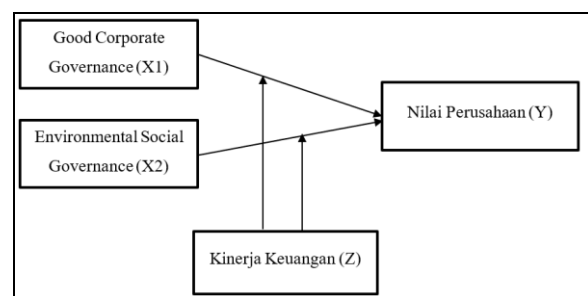 Good Corporate
Governance (X1)
Nilai Perusahaan (Y)
Environmental Social
Governance (X2)
Kinerja Keuangan (Z)